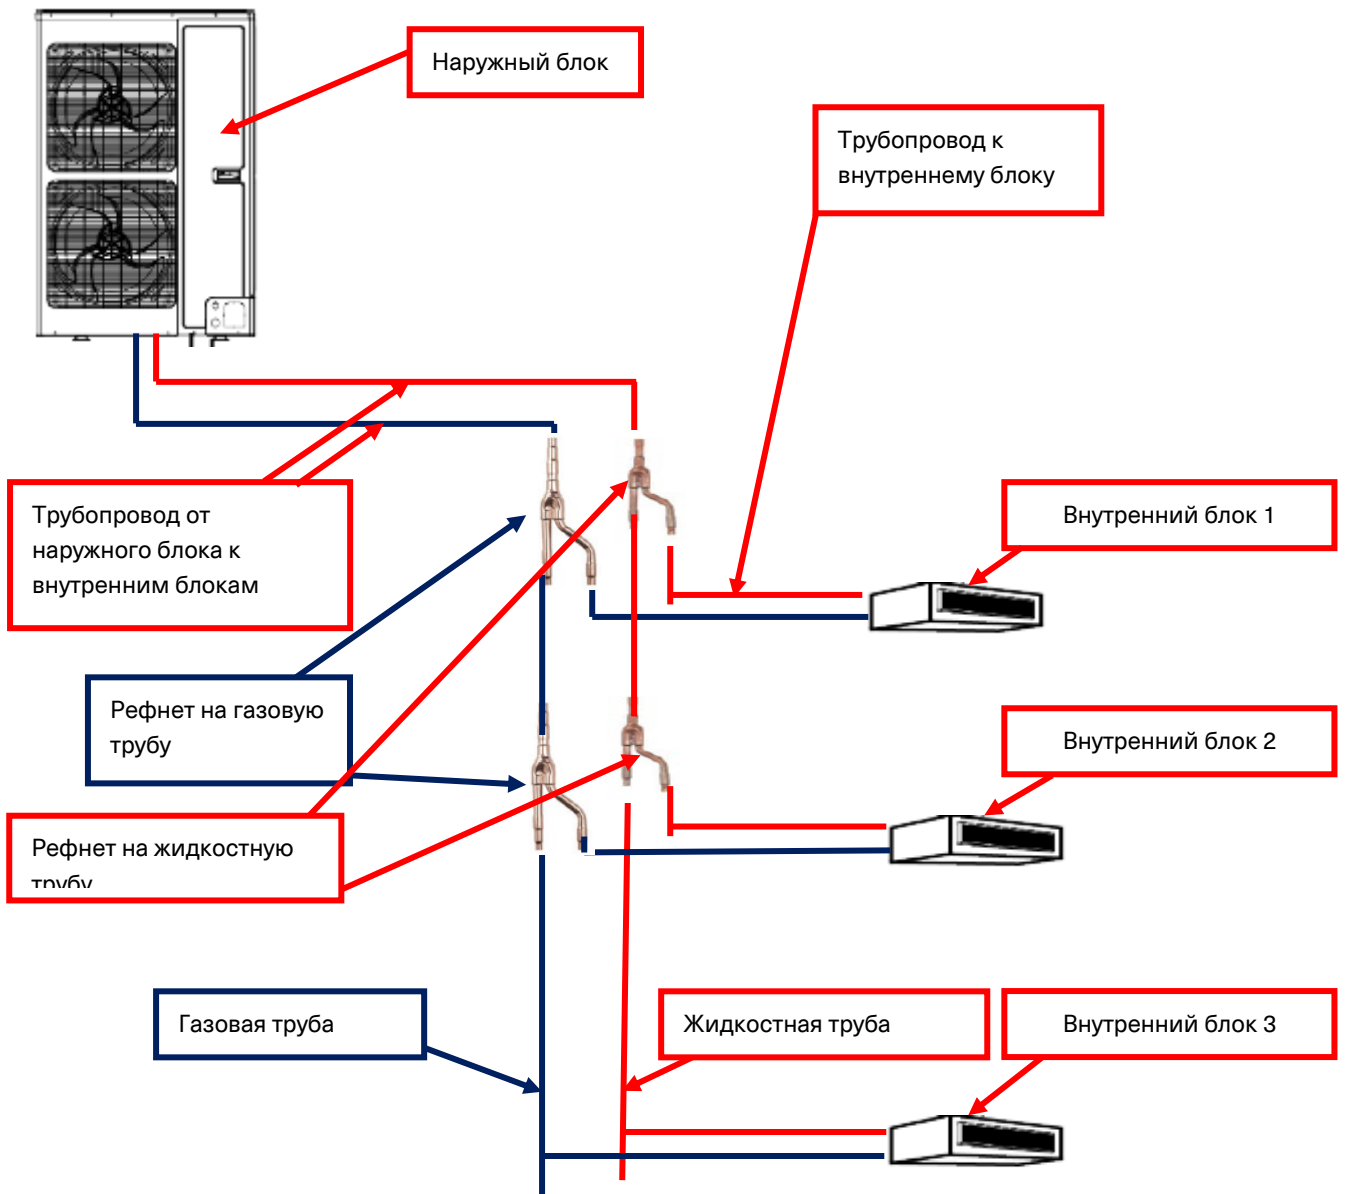 Наружный блок
Трубопровод к
внутреннему блоку
Трубопровод от
наружного блока к
внутренним блокам
Внутренний блок 1
Рефнет на газовую
трубу
Внутренний блок 2
Рефнет на жидкостную
трубу
Газовая труба
Жидкостная труба
Внутренний блок 3